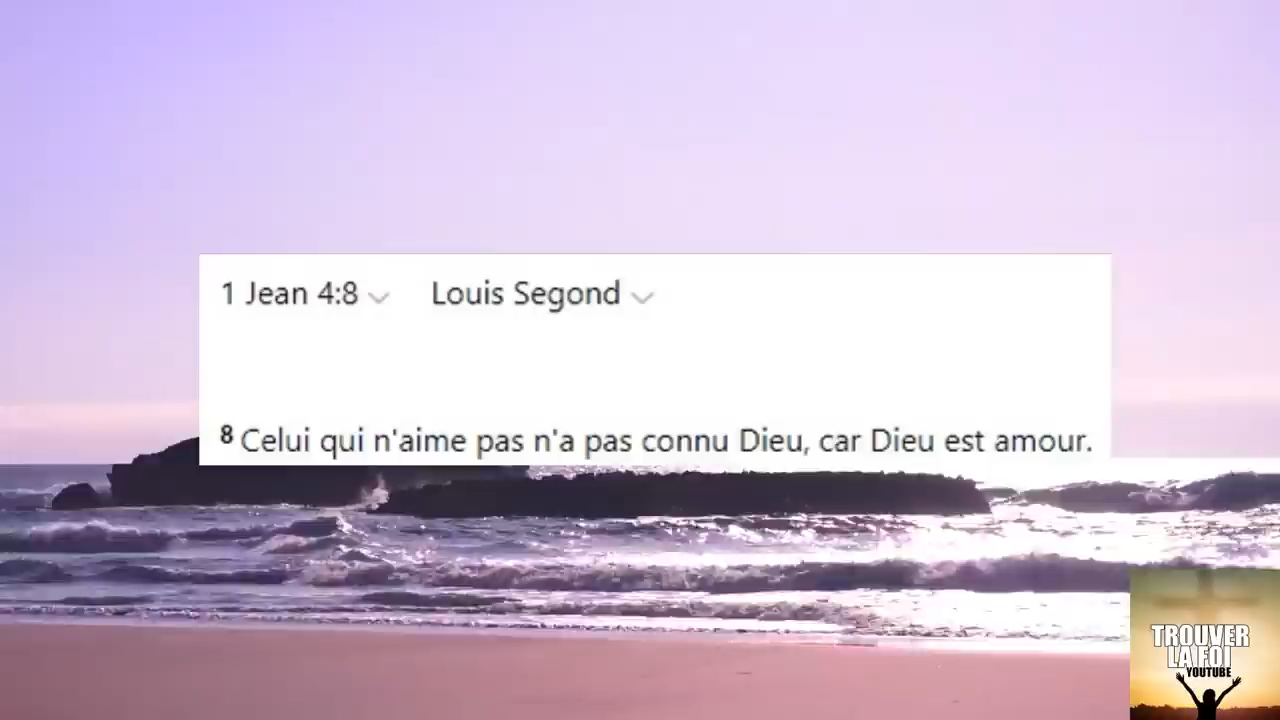 1 Jean 4:8 Louis Segond
8 Celui qui n'aime pas n'a pas connu Dieu, car Dieu est amour.
TROUVER
LA FOI
YOUTUBE